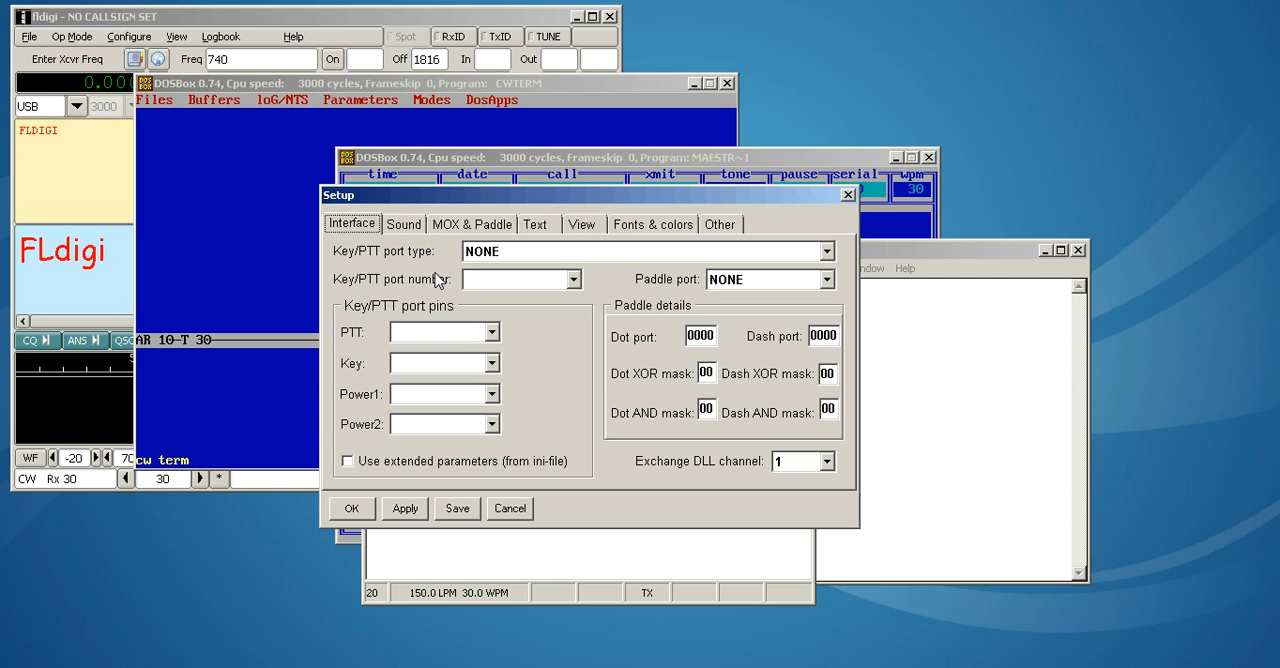 fldigi - NO CALLSIGN SET
File Op Mode Configure View Logbook Help Spot RxID TxID TUNE
Enter Xcvr Freq Freq 740 On Off 1816 In Out
USB 3000
FLDIGI
FLdigi
CQ ANS
WF -20
CW Rx 30 30 *
DOSBox 0.74, Cpu speed: 3000 cycles, Frameskip 0, Program: CWTERM
Files Buffers loG/NTS Parameters Modes DosApps
AR 10-T 30
cw term
DOSBox 0.74, Cpu speed: 3000 cycles, Frameskip 0, Program: MAESTR~1
time date call xmit tone pause serial wpm
30
Setup
Interface Sound MOX & Paddle Text View Fonts & colors Other
Key/PTT port type: NONE
Key/PTT port number: Paddle port: NONE
Key/PTT port pins Paddle details
PTT: Dot port: 0000 Dash port: 0000
Key: Dot XOR mask: 00 Dash XOR mask: 00
Power1: Dot AND mask: 00 Dash AND mask: 00
Power2:
Use extended parameters (from ini-file) Exchange DLL channel: 1
OK Apply Save Cancel
Help
20 150.0 LPM 30.0 WPM TX